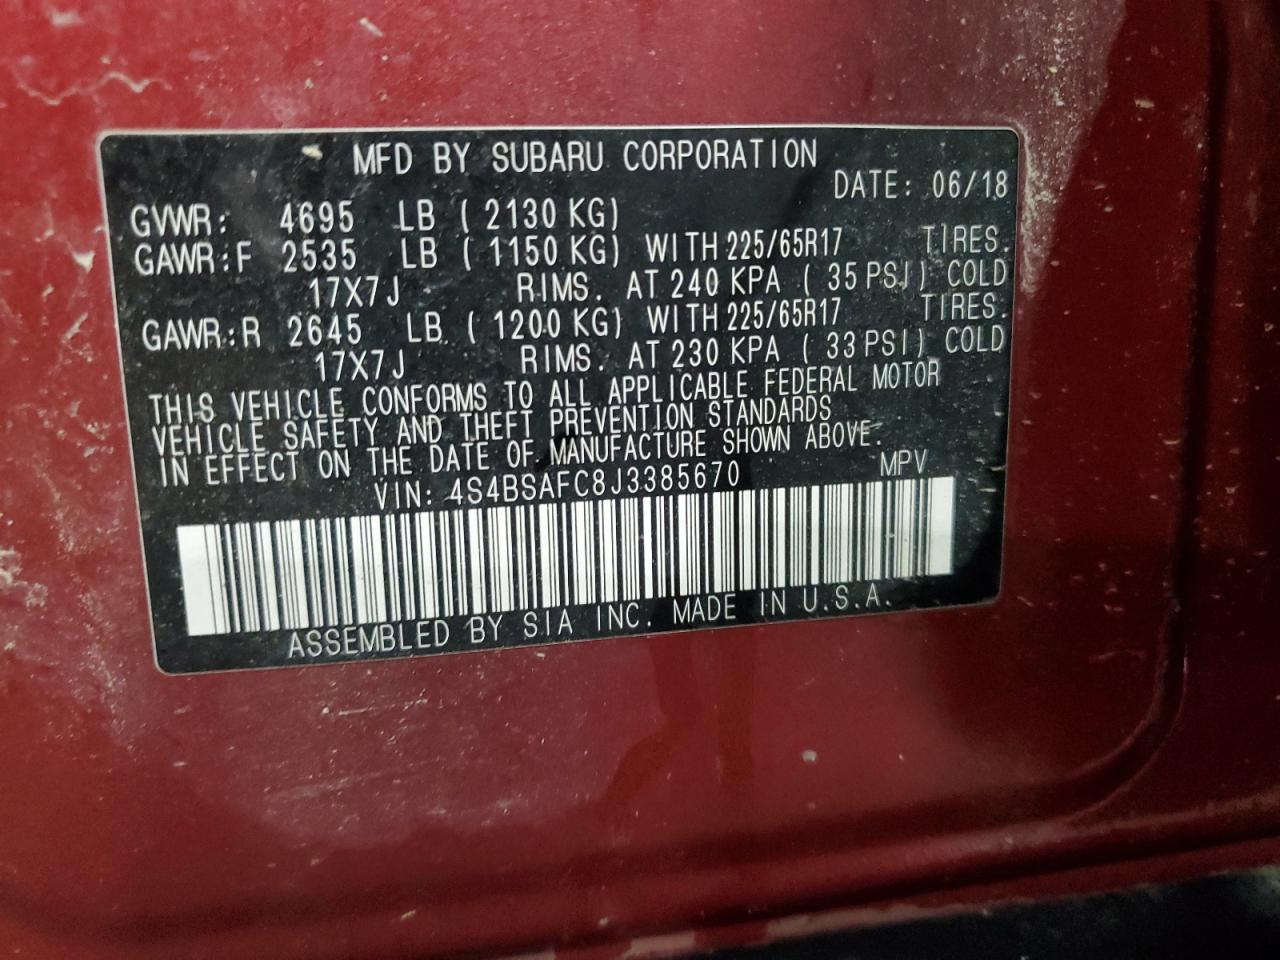 MFD BY SUBARU CORPORATION
DATE: 06/18
GVWR: 4695 LB ( 2130 KG)
GAWR:F 2535 LB ( 1150 KG) WITH 225/65R17 TIRES.
17X7J RIMS. AT 240 KPA ( 35 PSI) COLD
GAWR:R 2645 LB ( 1200 KG) WITH 225/65R17 TIRES.
17X7J RIMS. AT 230 KPA ( 33 PSI) COLD
THIS VEHICLE CONFORMS TO ALL APPLICABLE FEDERAL MOTOR
VEHICLE SAFETY AND THEFT PREVENTION STANDARDS
IN EFFECT ON THE DATE OF MANUFACTURE SHOWN ABOVE.
VIN: 4S4BSAFC8J3385670 MPV
ASSEMBLED BY SIA INC. MADE IN U.S.A.